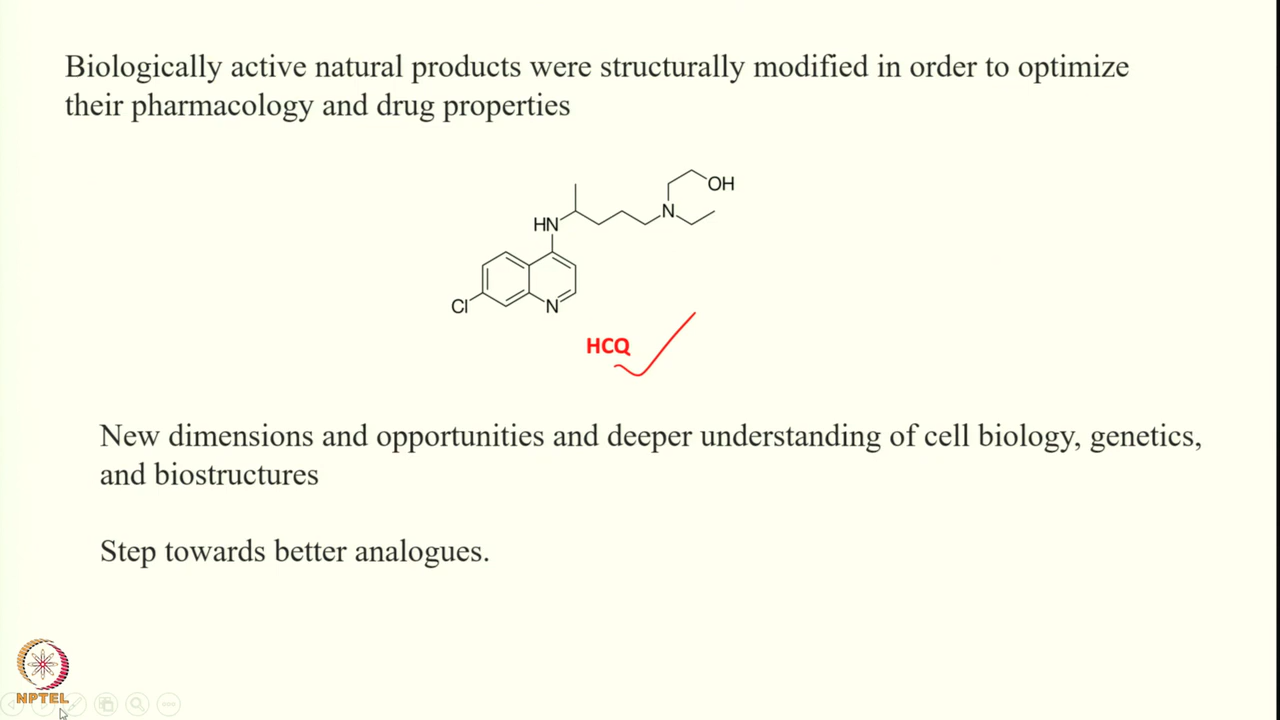 Biologically active natural products were structurally modified in order to optimize
their pharmacology and drug properties
OH
HN
N
Cl
N
HCQ
New dimensions and opportunities and deeper understanding of cell biology, genetics,
and biostructures
Step towards better analogues.
NPTEL